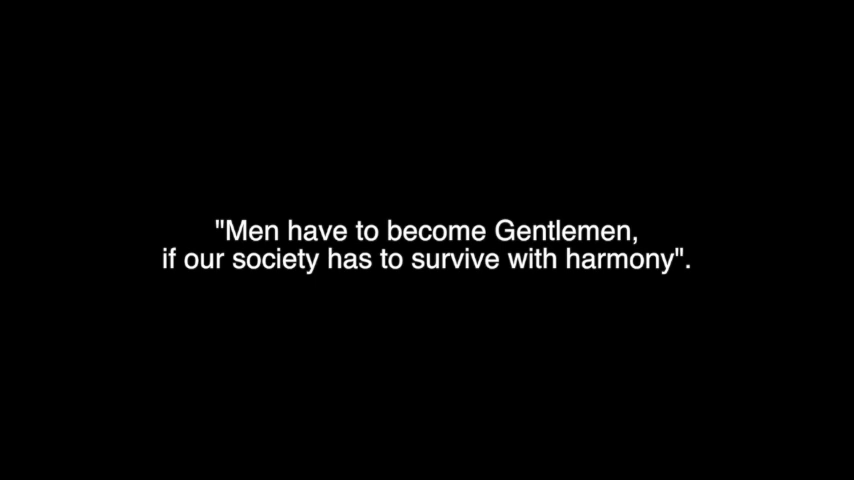 "Men have to become Gentlemen,
if our society has to survive with harmony".